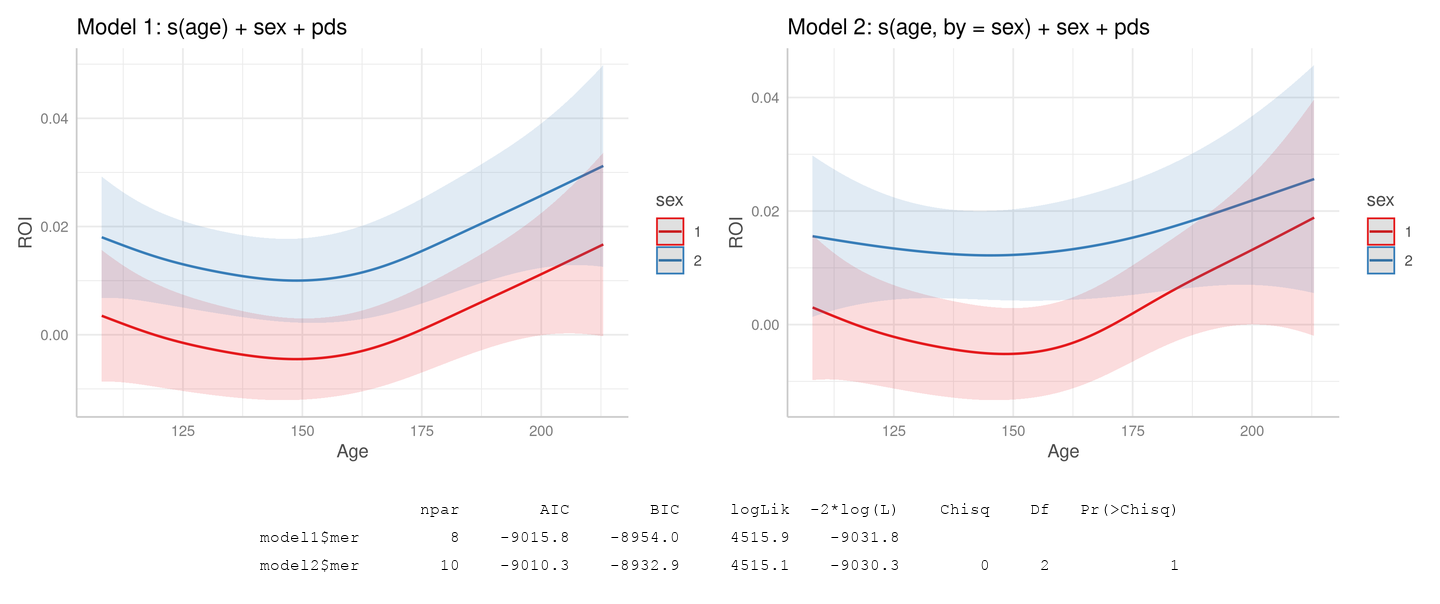 Model 1: s(age) + sex + pds
0.04
0.02
0.00
ROI
125 150 175 200
Age
sex
1
2
Model 2: s(age, by = sex) + sex + pds
0.04
0.02
0.00
ROI
125 150 175 200
Age
sex
1
2
npar AIC BIC logLik -2*log(L) Chisq Df Pr(>Chisq)
model1$mer 8 -9015.8 -8954.0 4515.9 -9031.8
model2$mer 10 -9010.3 -8932.9 4515.1 -9030.3 0 2 1